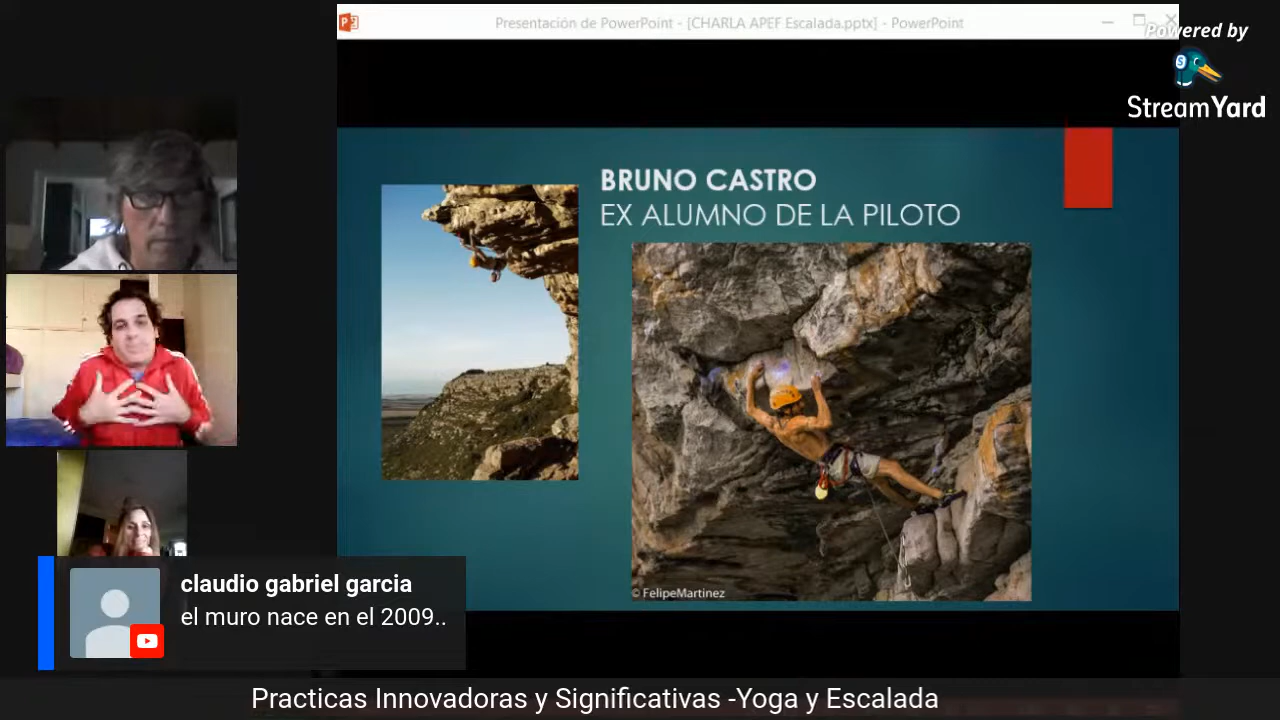 Presentación de PowerPoint - [CHARLA APEF Escalada.pptx] - PowerPoint
Powered by
StreamYard
BRUNO CASTRO
EX ALUMNO DE LA PILOTO
© FelipeMartinez
claudio gabriel garcia
el muro nace en el 2009..
Practicas Innovadoras y Significativas -Yoga y Escalada